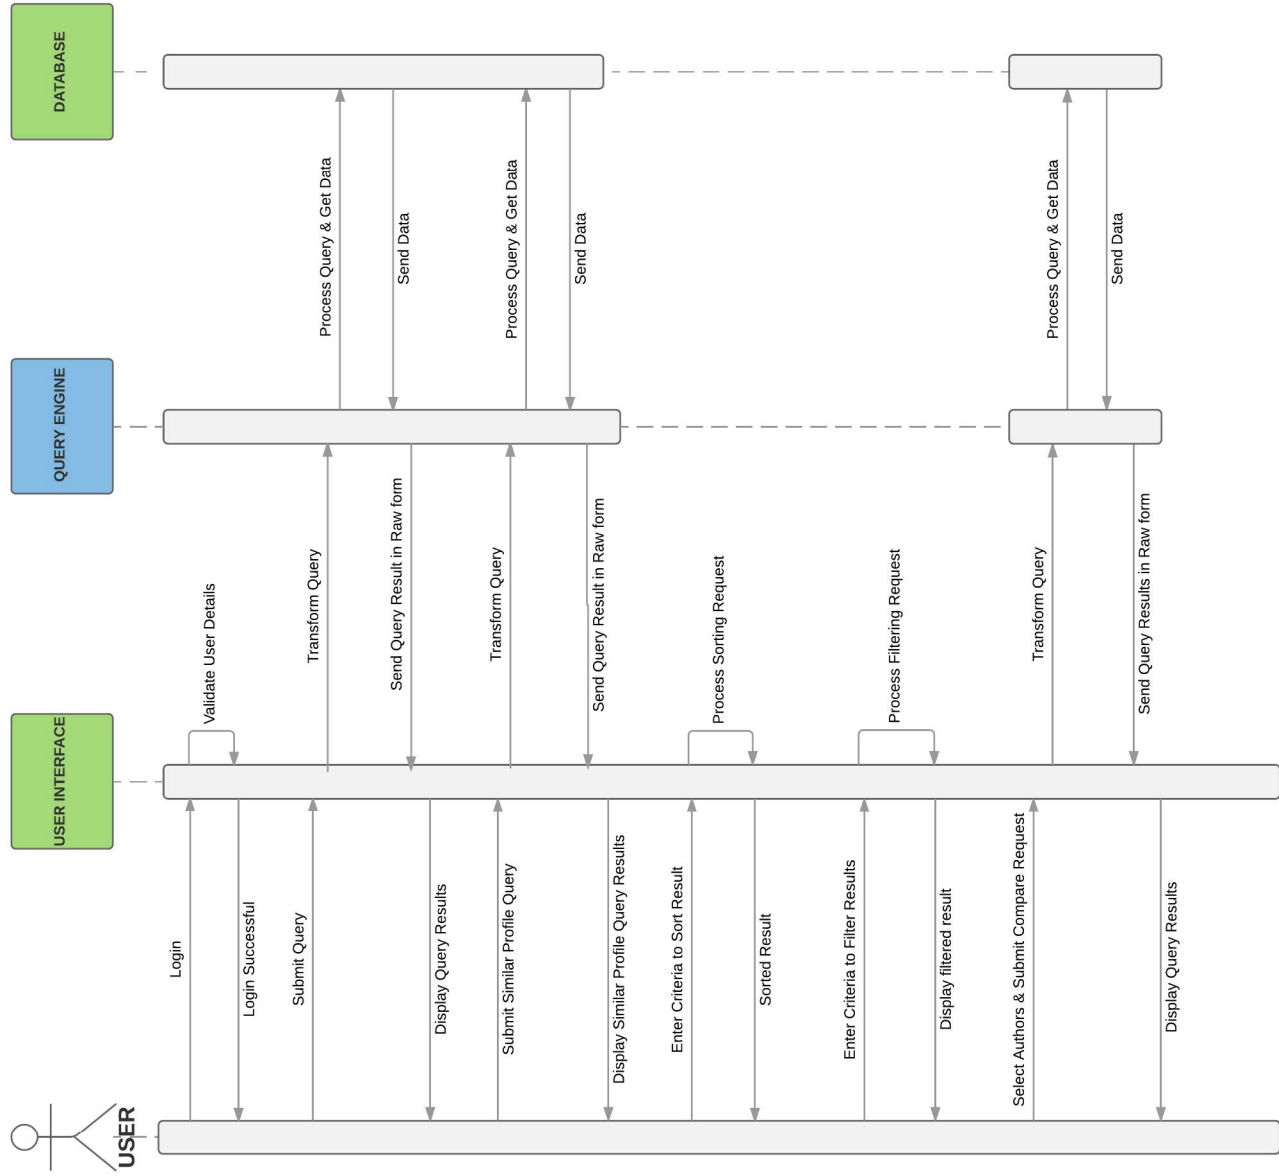 USER
USER INTERFACE
QUERY ENGINE
DATABASE
Login
Validate User Details
Login Successful
Submit Query
Transform Query
Process Query & Get Data
Send Data
Send Query Result in Raw form
Display Query Results
Submit Similar Profile Query
Transform Query
Process Query & Get Data
Send Data
Send Query Result in Raw form
Display Similar Profile Query Results
Enter Criteria to Sort Result
Process Sorting Request
Sorted Result
Enter Criteria to Filter Results
Process Filtering Request
Display filtered result
Select Authors & Submit Compare Request
Transform Query
Process Query & Get Data
Send Data
Send Query Results in Raw form
Display Query Results